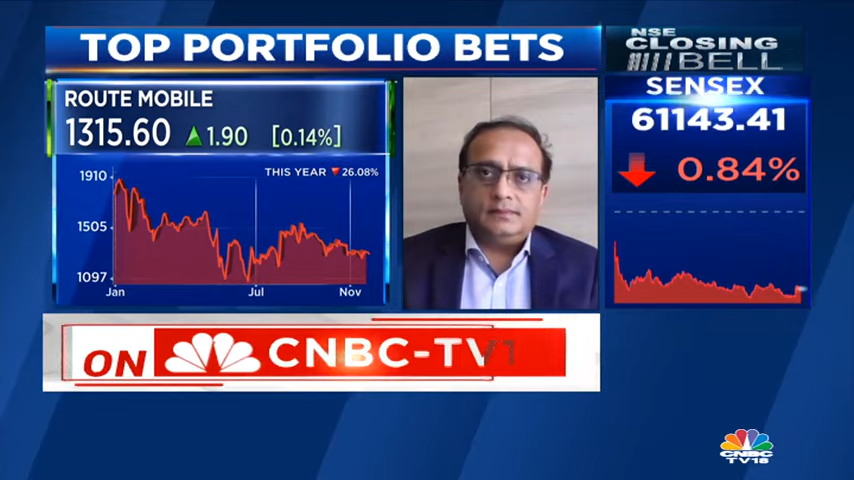 TOP PORTFOLIO BETS
NSE
CLOSING
BELL
ROUTE MOBILE
1315.60 ▲1.90 [0.14%]
THIS YEAR ▼26.08%
1910
1505
1097
Jan Jul Nov
SENSEX
61143.41
0.84%
ON CNBC-TV1
CNBC
TV18